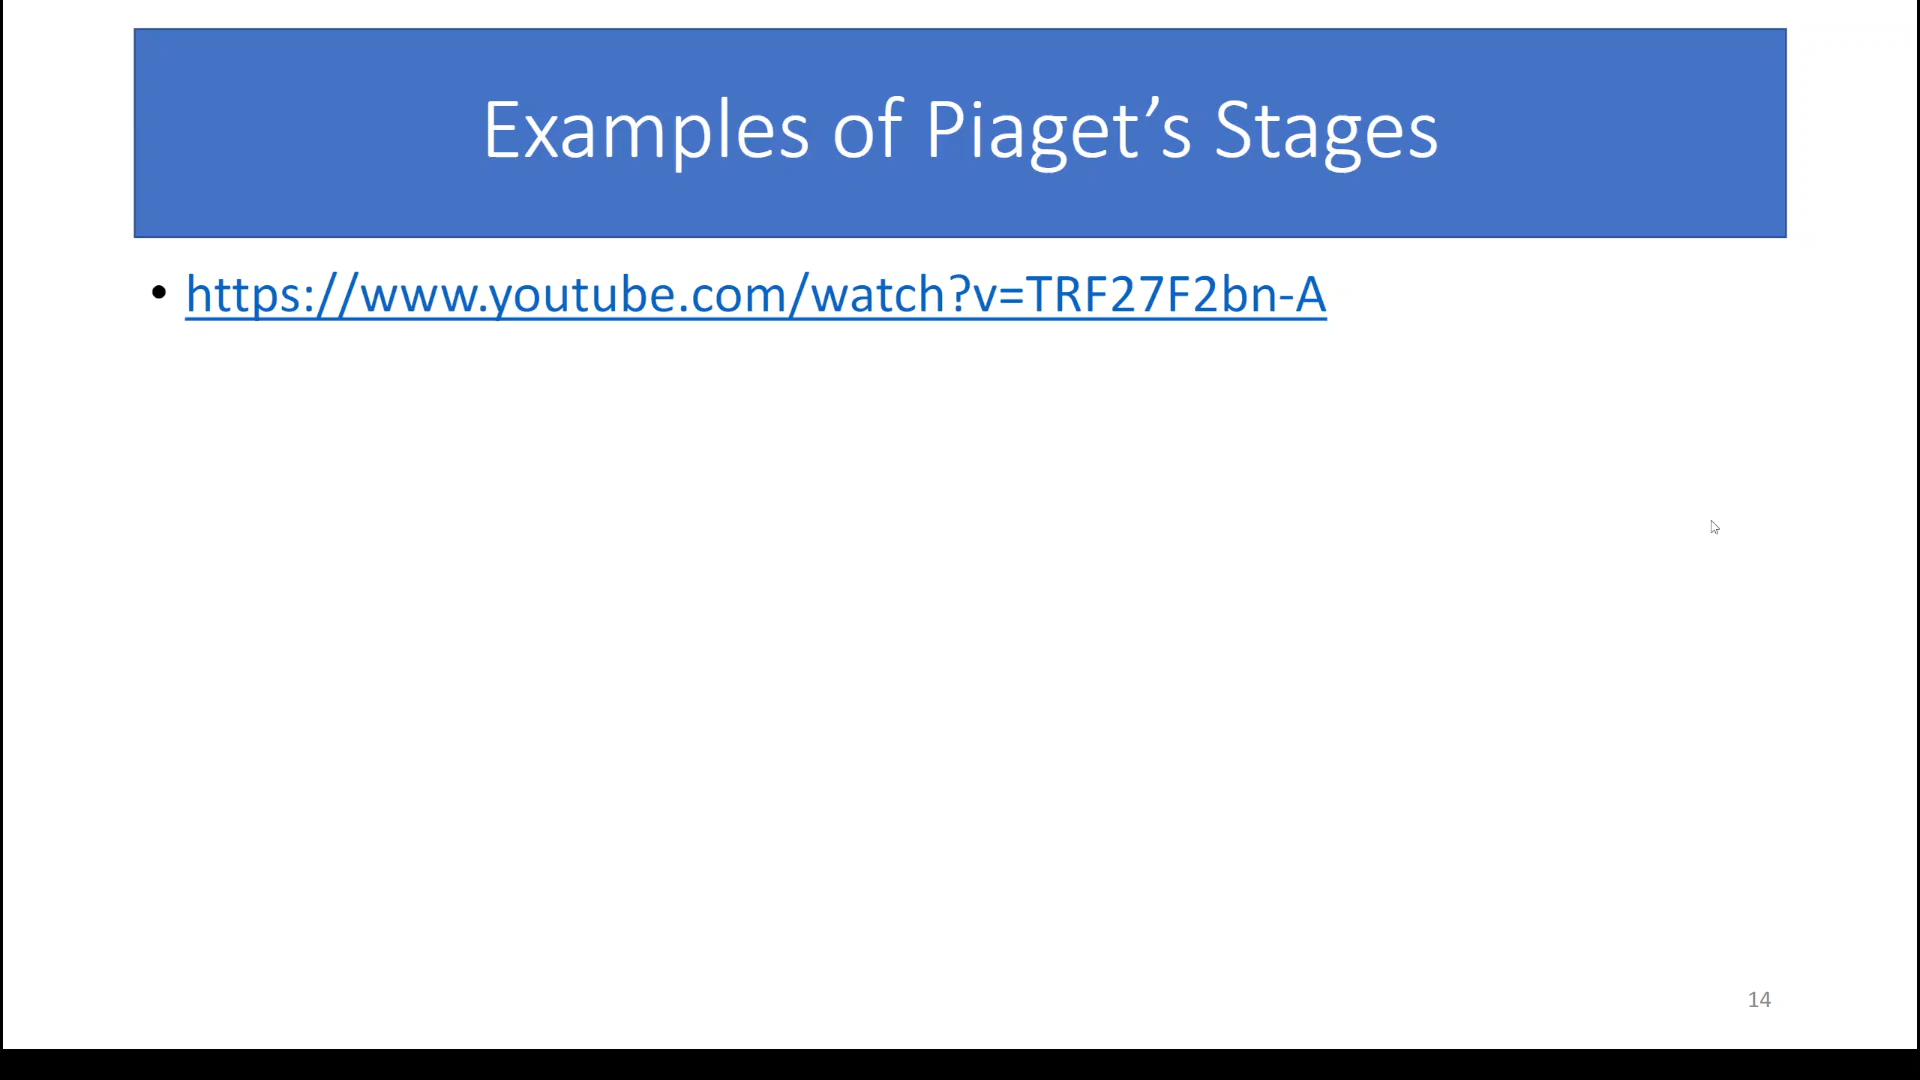 Examples of Piaget’s Stages
• https://www.youtube.com/watch?v=TRF27F2bn-A
14